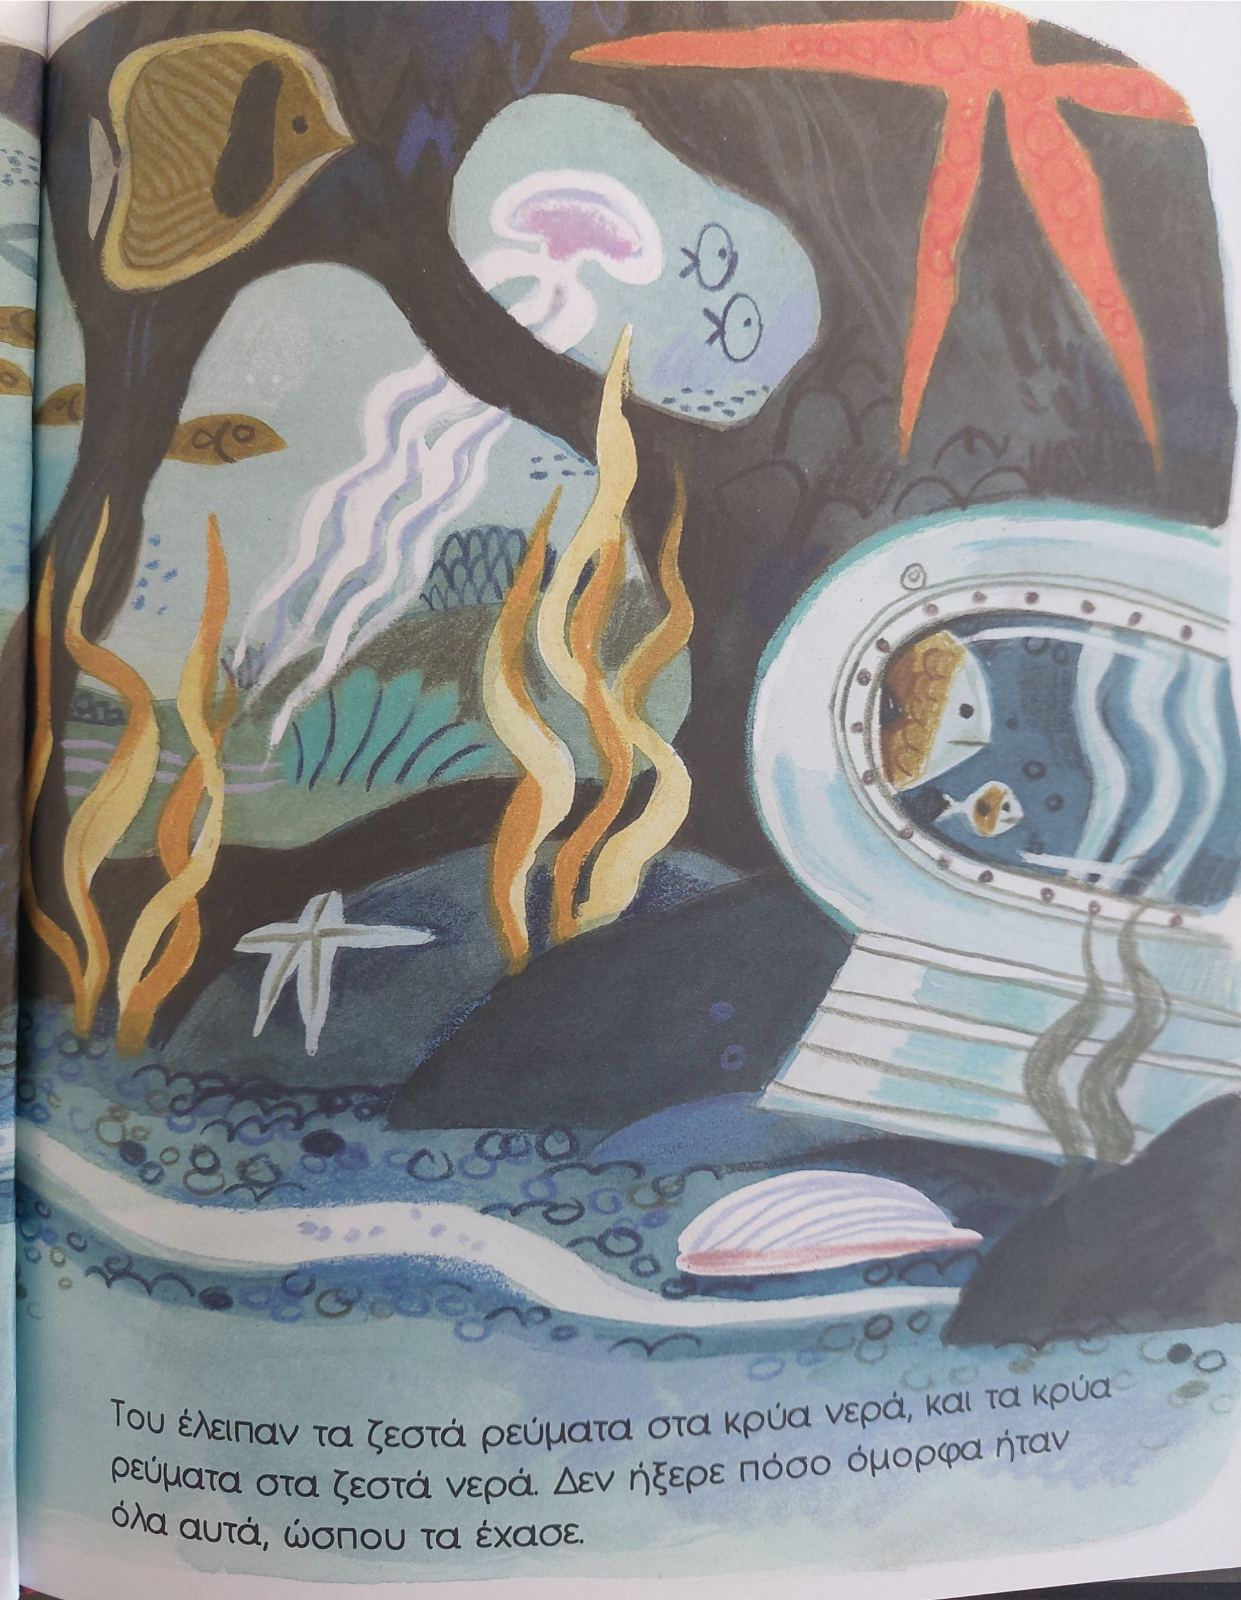 Του έλειπαν τα ζεστά ρεύματα στα κρύα νερά, και τα κρύα
ρεύματα στα ζεστά νερά. Δεν ήξερε πόσο όμορφα ήταν
όλα αυτά, ώσπου τα έχασε.